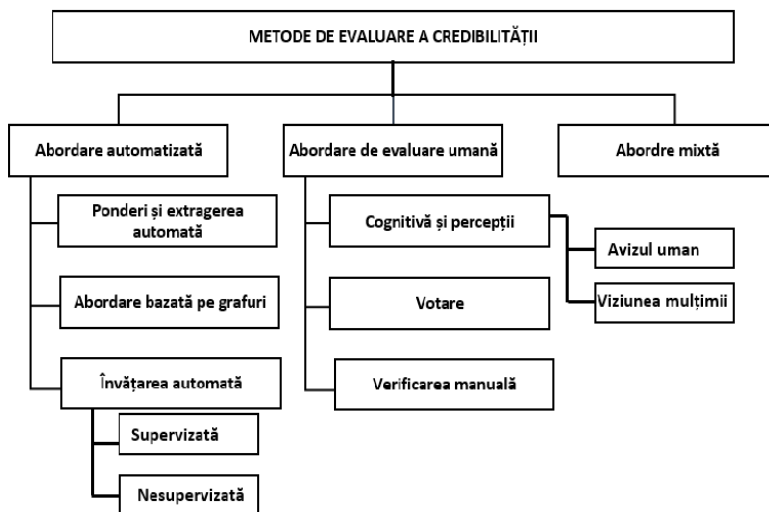 METODE DE EVALUARE A CREDIBILITĂȚII
Abordare automatizată
Abordare de evaluare umană
Abordre mixtă
Ponderi și extragerea
automată
Abordare bazată pe grafuri
Învățarea automată
Supervizată
Nesupervizată
Cognitivă și percepții
Avizul uman
Viziunea mulțimii
Votare
Verificarea manuală